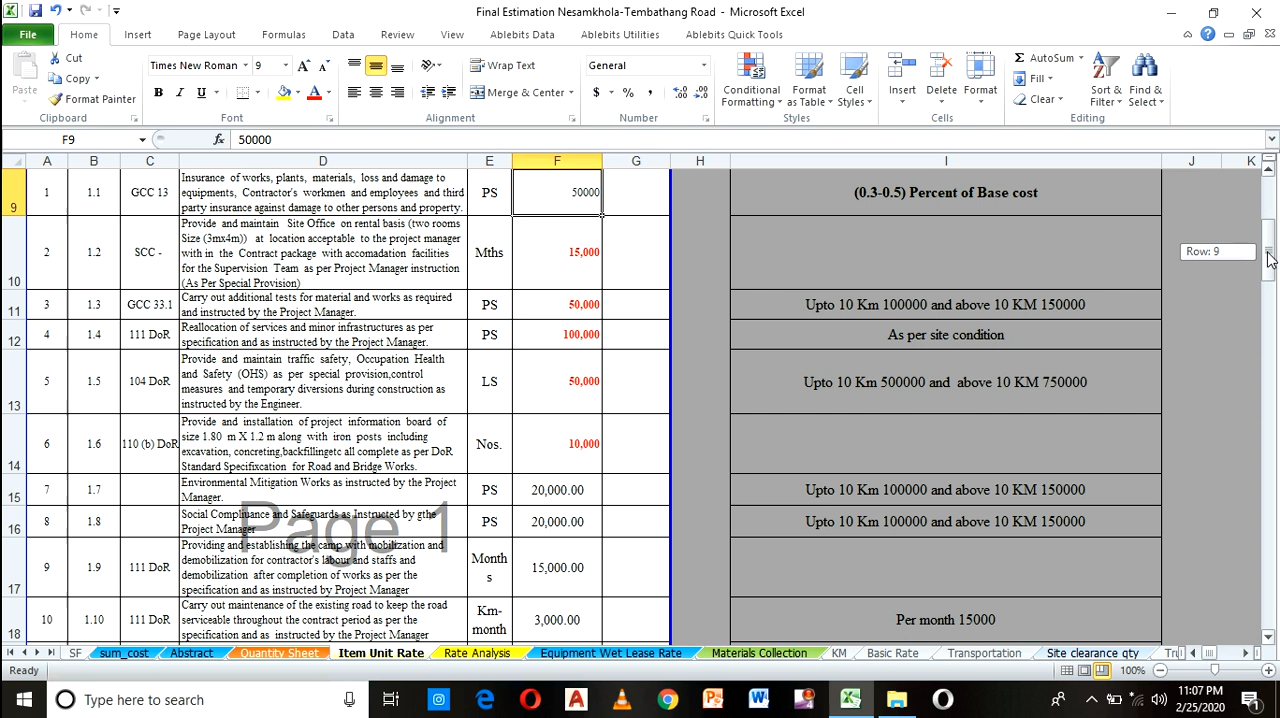 Final Estimation Nesamkhola-Tembathang Road - Microsoft Excel
File Home Insert Page Layout Formulas Data Review View Ablebits Data Ablebits Utilities Ablebits Quick Tools
Paste Cut Copy Format Painter Clipboard
Times New Roman 9 Font
Wrap Text Merge & Center Alignment
General Number
Conditional Formatting Format as Table Cell Styles Styles
Insert Delete Format Cells
AutoSum Fill Clear Sort & Filter Find & Select Editing
F9 fx 50000
A B C D E F G H I J K
9 1 1.1 GCC 13 Insurance of works, plants, materials, loss and damage to PS 50000 (0.3-0.5) Percent of Base cost
equipments, Contractor's workmen and employees and third
party insurance against damage to other persons and property.
10 2 1.2 SCC - Provide and maintain Site Office on rental basis (two rooms Mths 15,000
Size (3mx4m)) at location acceptable to the project manager
with in the Contract package with accomadation facilities
for the Supervision Team as per Project Manager instruction
(As Per Special Provision)
Row: 9
11 3 1.3 GCC 33.1 Carry out additional tests for material and works as required PS 50,000 Upto 10 Km 100000 and above 10 KM 150000
and instructed by the Project Manager.
12 4 1.4 111 DoR Reallocation of services and minor infrastructures as per PS 100,000 As per site condition
specification and as instructed by the Project Manager.
13 5 1.5 104 DoR Provide and maintain traffic safety, Occupation Health LS 50,000 Upto 10 Km 500000 and above 10 KM 750000
and Safety (OHS) as per special provision,control
measures and temporary diversions during construction as
instructed by the Engineer.
14 6 1.6 110 (b) DoR Provide and installation of project information board of Nos. 10,000
size 1.80 m X 1.2 m along with iron posts including
excavation, concreting,backfillingetc all complete as per DoR
Standard Specifixcation for Road and Bridge Works.
15 7 1.7 Environmental Mitigation Works as instructed by the Project PS 20,000.00 Upto 10 Km 100000 and above 10 KM 150000
Manager.
16 8 1.8 Social Compliuance and Safeguards as Instructed by gthe PS 20,000.00 Upto 10 Km 100000 and above 10 KM 150000
Project Manager
Page 1
17 9 1.9 111 DoR Providing and establishing the camp with mobilization and Months 15,000.00
demobilization for contractor's labour and staffs and
demobilization after completion of works as per the
specification and as instructed by Project Manager
18 10 1.10 111 DoR Carry out maintenance of the existing road to keep the road Km-month 3,000.00 Per month 15000
serviceable throughout the contract period as per the
specification and as instructed by the Project Manager
SF sum_cost Abstract Quantity Sheet Item Unit Rate Rate Analysis Equipment Wet Lease Rate Materials Collection KM Basic Rate Transportation Site clearance qty Tru
Ready 100%
Type here to search 11:07 PM
2/25/2020